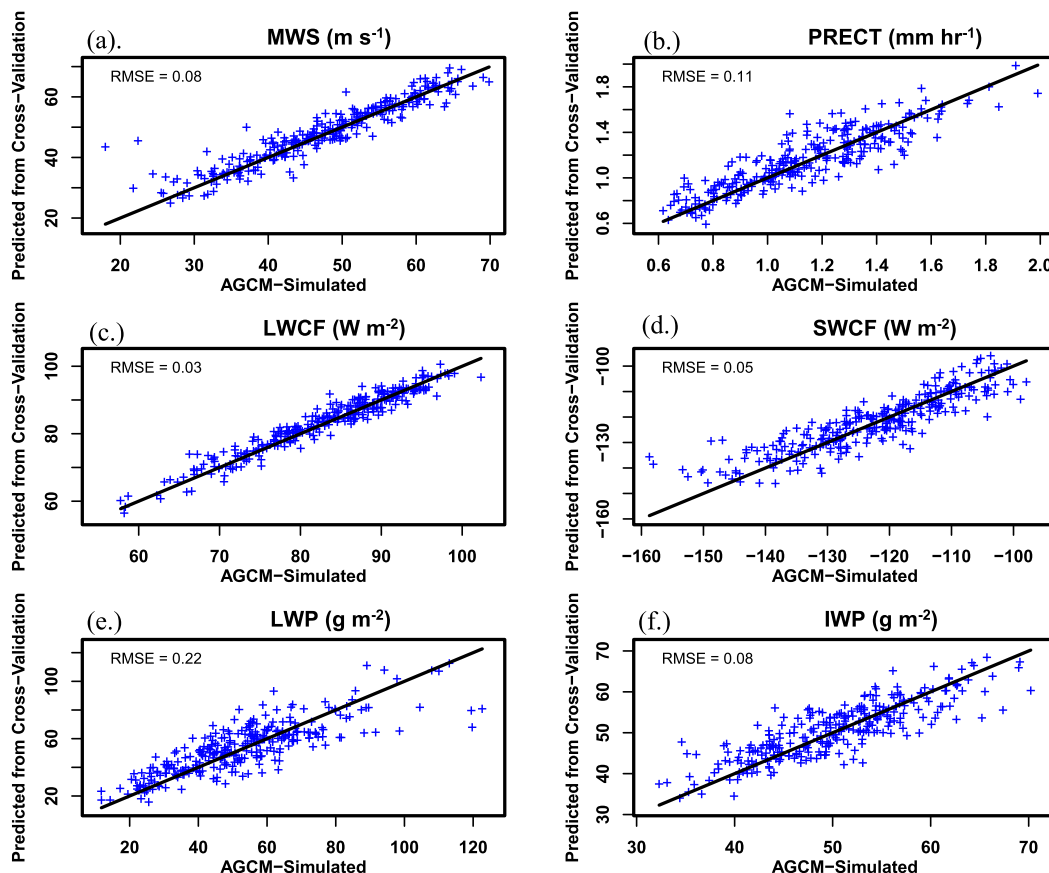 (a).
MWS (m s-1)
RMSE = 0.08
Predicted from Cross−Validation
20 40 60
20 30 40 50 60 70
AGCM−Simulated
(b.)
PRECT (mm hr-1)
RMSE = 0.11
Predicted from Cross−Validation
0.6 1.0 1.4 1.8
0.6 0.8 1.0 1.2 1.4 1.6 1.8 2.0
AGCM−Simulated
(c.)
LWCF (W m-2)
RMSE = 0.03
Predicted from Cross−Validation
60 80 100
60 70 80 90 100
AGCM−Simulated
(d.)
SWCF (W m-2)
RMSE = 0.05
Predicted from Cross−Validation
−160 −130 −100
−160 −150 −140 −130 −120 −110 −100
AGCM−Simulated
(e.)
LWP (g m-2)
RMSE = 0.22
Predicted from Cross−Validation
20 60 100
20 40 60 80 100 120
AGCM−Simulated
(f.)
IWP (g m-2)
RMSE = 0.08
Predicted from Cross−Validation
30 40 50 60 70
30 40 50 60 70
AGCM−Simulated